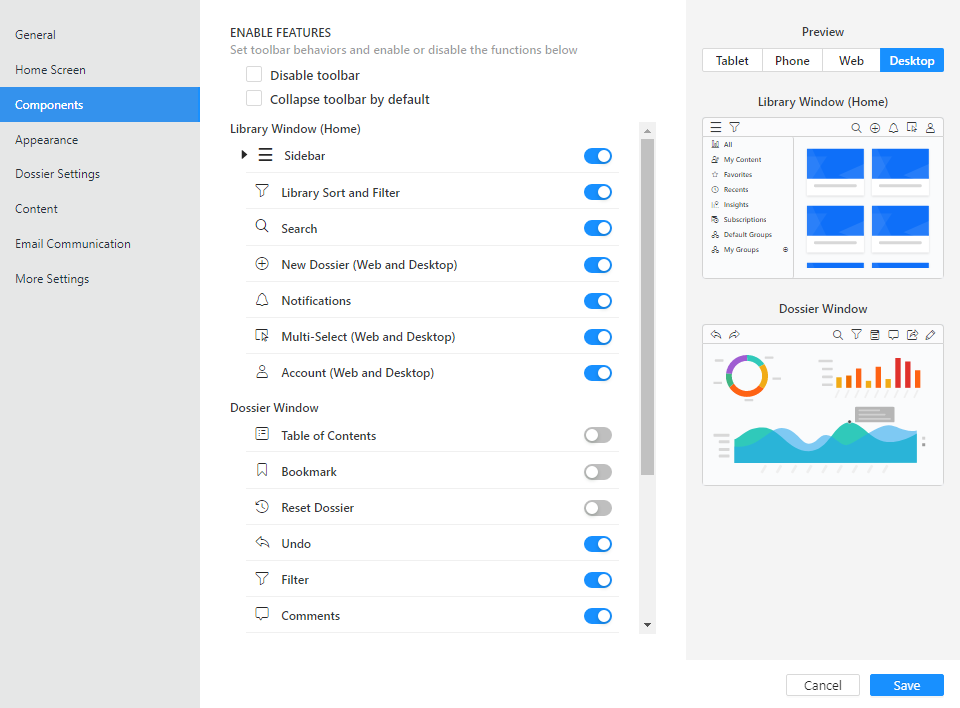 General
Home Screen
Components
Appearance
Dossier Settings
Content
Email Communication
More Settings
ENABLE FEATURES
Set toolbar behaviors and enable or disable the functions below
Disable toolbar
Collapse toolbar by default
Library Window (Home)
Sidebar
Library Sort and Filter
Search
New Dossier (Web and Desktop)
Notifications
Multi-Select (Web and Desktop)
Account (Web and Desktop)
Dossier Window
Table of Contents
Bookmark
Reset Dossier
Undo
Filter
Comments
Preview
Tablet Phone Web Desktop
Library Window (Home)
All
My Content
Favorites
Recents
Insights
Subscriptions
Default Groups
My Groups
Dossier Window
Cancel Save